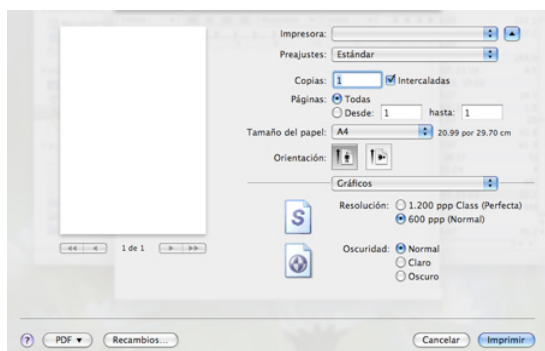 Impresora:
Preajustes: Estándar
Copias: 1 Intercaladas
Páginas: Todas
Desde: 1 hasta: 1
Tamaño del papel: A4 20.99 por 29.70 cm
Orientación:
Gráficos
Resolución: 1.200 ppp Class (Perfecta)
600 ppp (Normal)
S
1 de 1
Oscuridad: Normal
Claro
Oscuro
? PDF Recambios... Cancelar Imprimir